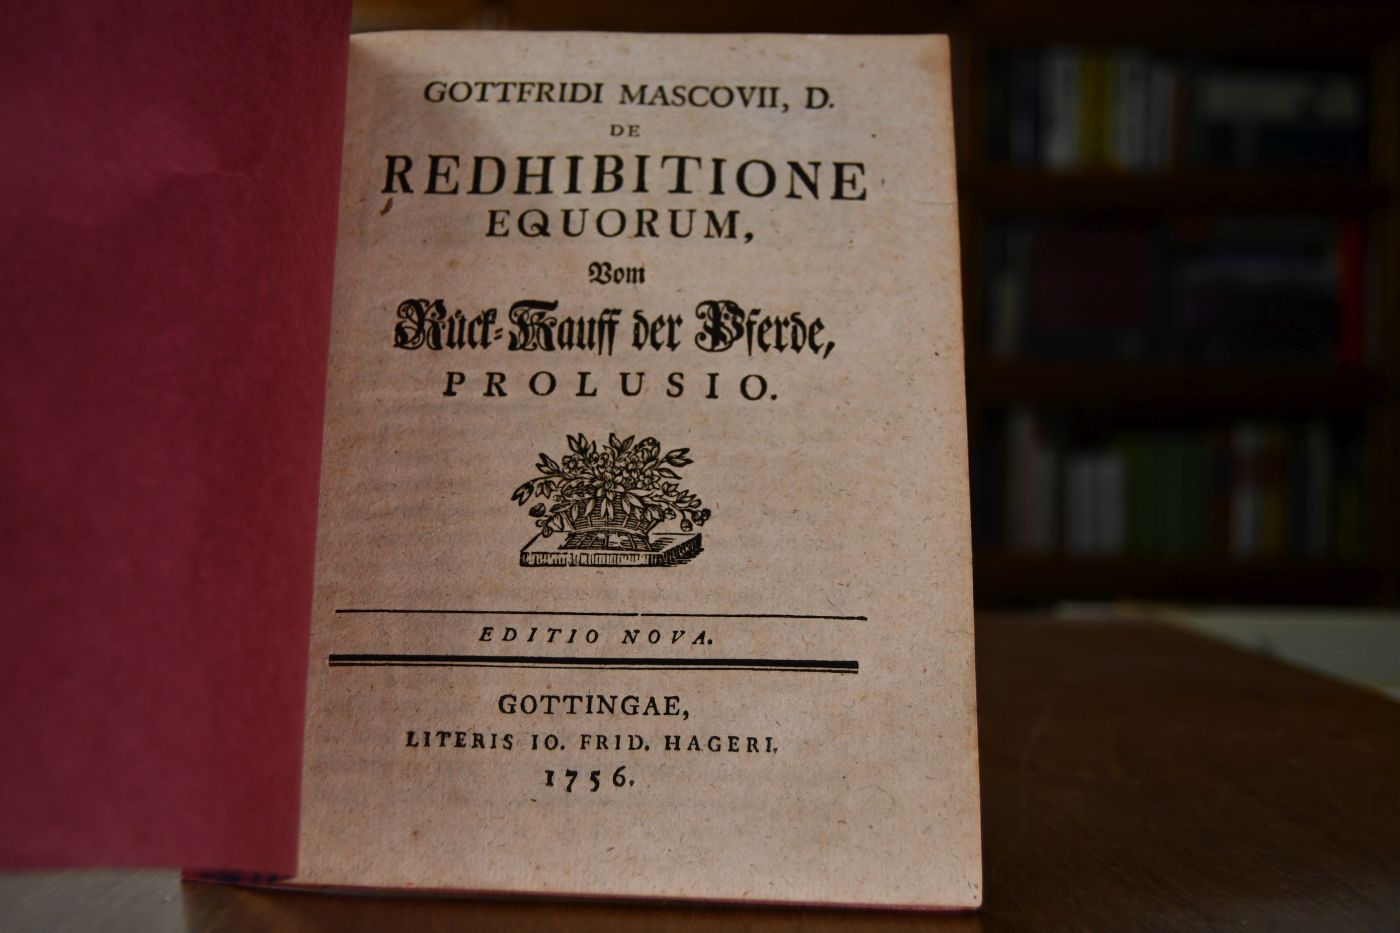 GOTTFRIDI MASCOVII, D.
DE
REDHIBITIONE
EQUORUM,
Vom
Rück-Kauff der Pferde,
PROLUSIO.
EDITIO NOVA.
GOTTINGAE,
LITERIS IO. FRID. HAGERI.
1756.